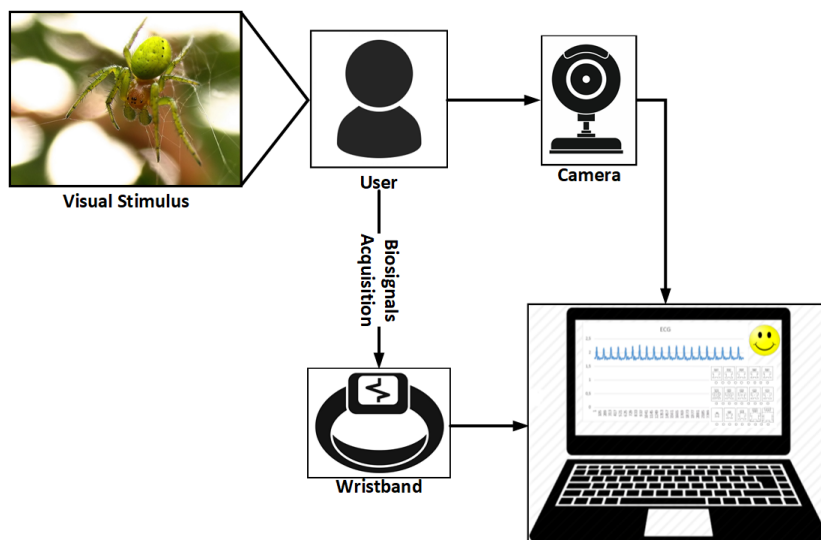 Visual Stimulus
User
Camera
Biosignals
Acquisition
Wristband
ECG